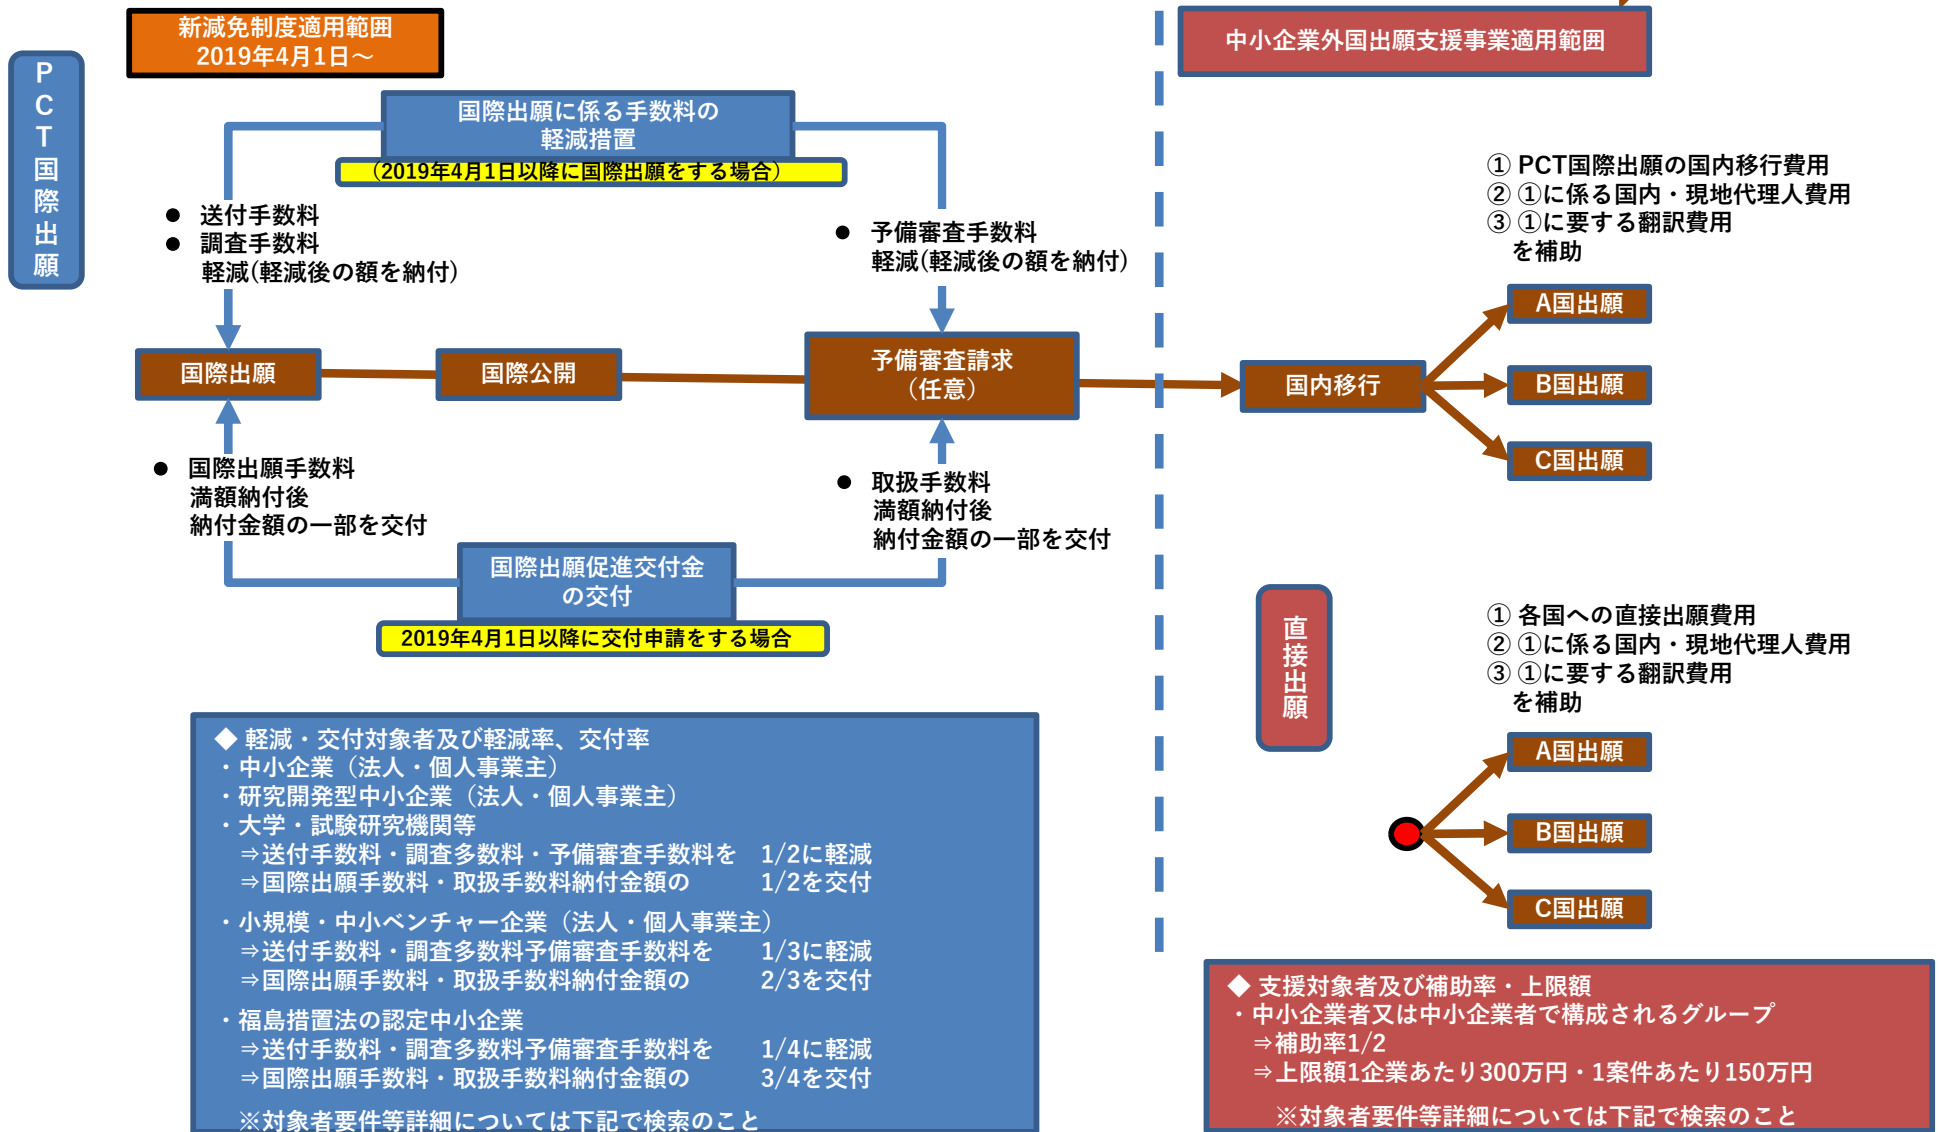 新減免制度適用範囲
2019年4月1日～
中小企業外国出願支援事業適用範囲
PCT国際出願
国際出願に係る手数料の
軽減措置
（2019年4月1日以降に国際出願をする場合）
● 送付手数料
● 調査手数料
軽減(軽減後の額を納付)
● 予備審査手数料
軽減(軽減後の額を納付)
① PCT国際出願の国内移行費用
② ①に係る国内・現地代理人費用
③ ①に要する翻訳費用
を補助
国際出願
国際公開
予備審査請求
（任意）
国内移行
A国出願
B国出願
C国出願
● 国際出願手数料
満額納付後
納付金額の一部を交付
● 取扱手数料
満額納付後
納付金額の一部を交付
国際出願促進交付金
の交付
2019年4月1日以降に交付申請をする場合
直接出願
① 各国への直接出願費用
② ①に係る国内・現地代理人費用
③ ①に要する翻訳費用
を補助
A国出願
B国出願
C国出願
◆ 軽減・交付対象者及び軽減率、交付率
・中小企業（法人・個人事業主）
・研究開発型中小企業（法人・個人事業主）
・大学・試験研究機関等
⇒送付手数料・調査多数料・予備審査手数料を 1/2に軽減
⇒国際出願手数料・取扱手数料納付金額の 1/2を交付
・小規模・中小ベンチャー企業（法人・個人事業主）
⇒送付手数料・調査多数料予備審査手数料を 1/3に軽減
⇒国際出願手数料・取扱手数料納付金額の 2/3を交付
・福島措置法の認定中小企業
⇒送付手数料・調査多数料予備審査手数料を 1/4に軽減
⇒国際出願手数料・取扱手数料納付金額の 3/4を交付
※対象者要件等詳細については下記で検索のこと
◆ 支援対象者及び補助率・上限額
・中小企業者又は中小企業者で構成されるグループ
⇒補助率1/2
⇒上限額1企業あたり300万円・1案件あたり150万円
※対象者要件等詳細については下記で検索のこと